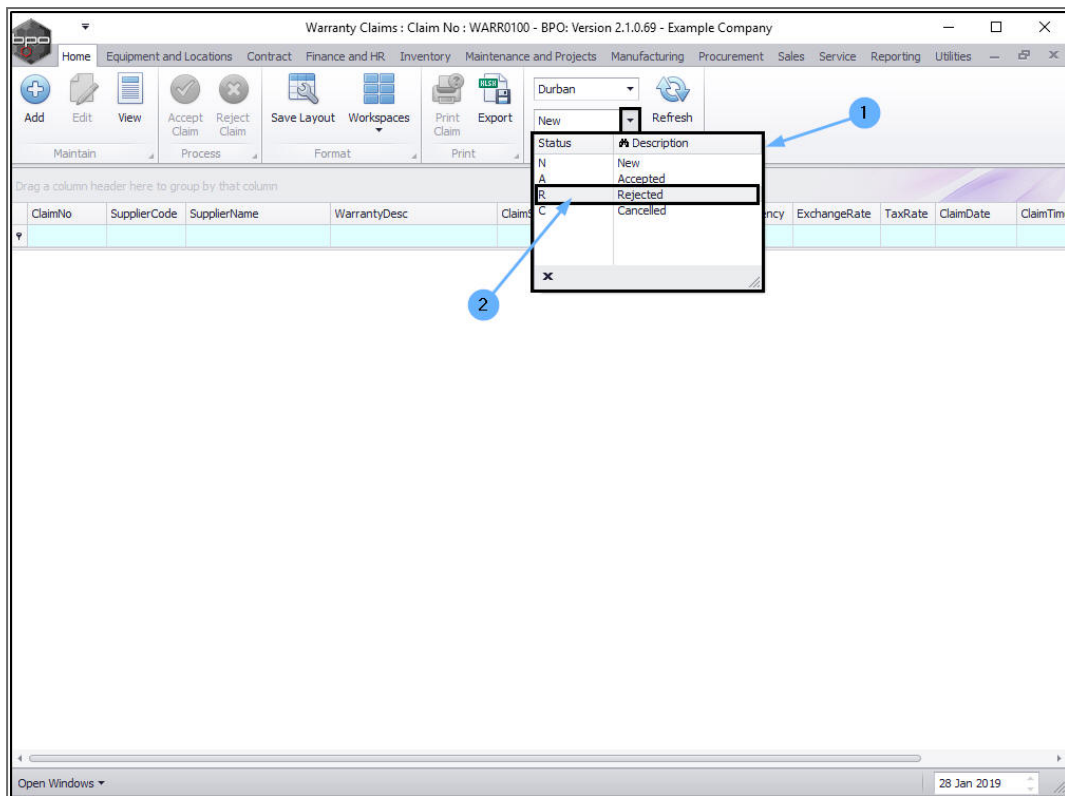 Warranty Claims : Claim No : WARR0100 - BPO: Version 2.1.0.69 - Example Company
bpo
Home Equipment and Locations Contract Finance and HR Inventory Maintenance and Projects Manufacturing Procurement Sales Service Reporting Utilities
Durban
Add Edit View Accept Claim Reject Claim Save Layout Workspaces Print Claim Export New Refresh
1
Maintain Process Format Print
Status Description
N New
A Accepted
R Rejected
C Cancelled
Drag a column header here to group by that column
ClaimNo SupplierCode SupplierName WarrantyDesc ClaimS ency ExchangeRate TaxRate ClaimDate ClaimTim
x
2
Open Windows 28 Jan 2019